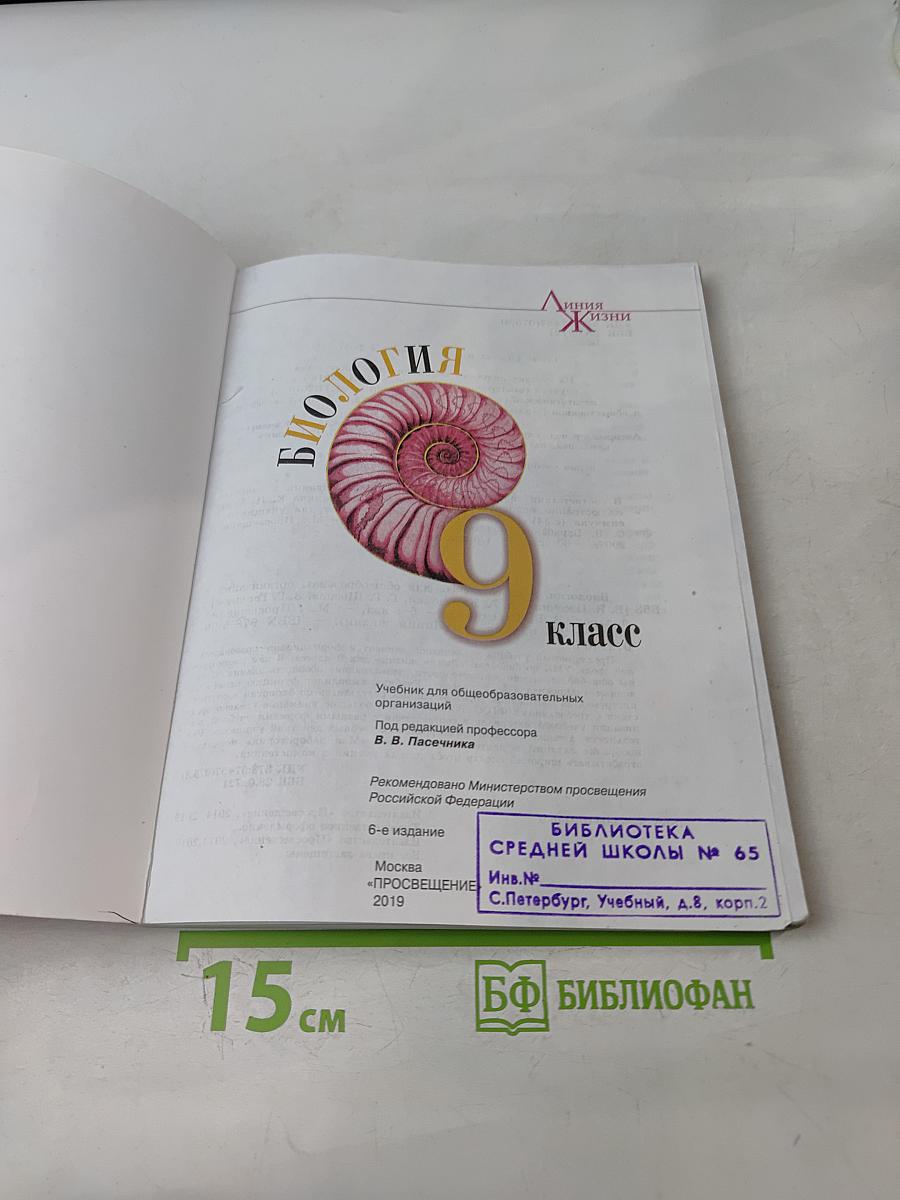 Линия
Жизни
БИОЛОГИЯ
9
класс
Учебник для общеобразовательных
организаций
Под редакцией профессора
В. В. Пасечника
Рекомендовано Министерством просвещения
Российской Федерации
6-е издание
Москва
«ПРОСВЕЩЕНИЕ
2019
БИБЛИОТЕКА
СРЕДНЕЙ ШКОЛЫ № 65
Инв.№
С.Петербург, Учебный, д.8, корп.2
15 см
БФ БИБЛИОФАН